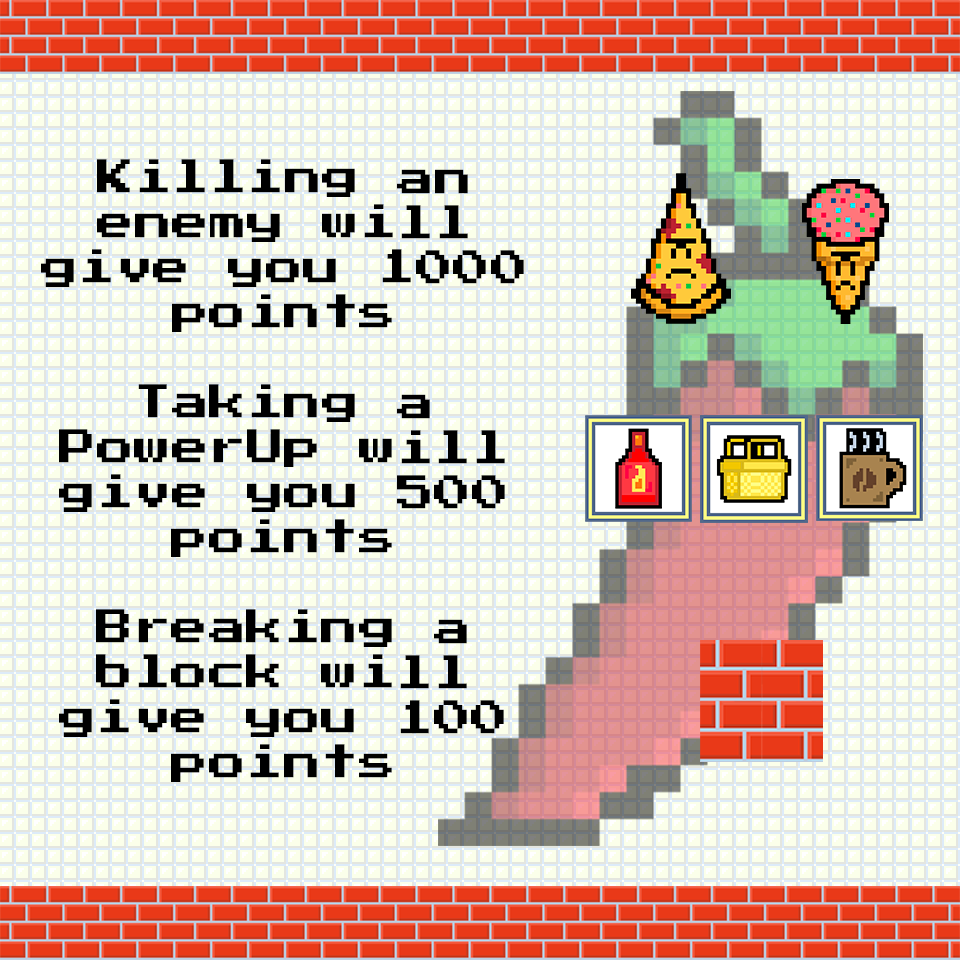 Killing an
enemy will
give you 1000
points
Taking a
PowerUp will
give you 500
points
Breaking a
block will
give you 100
points